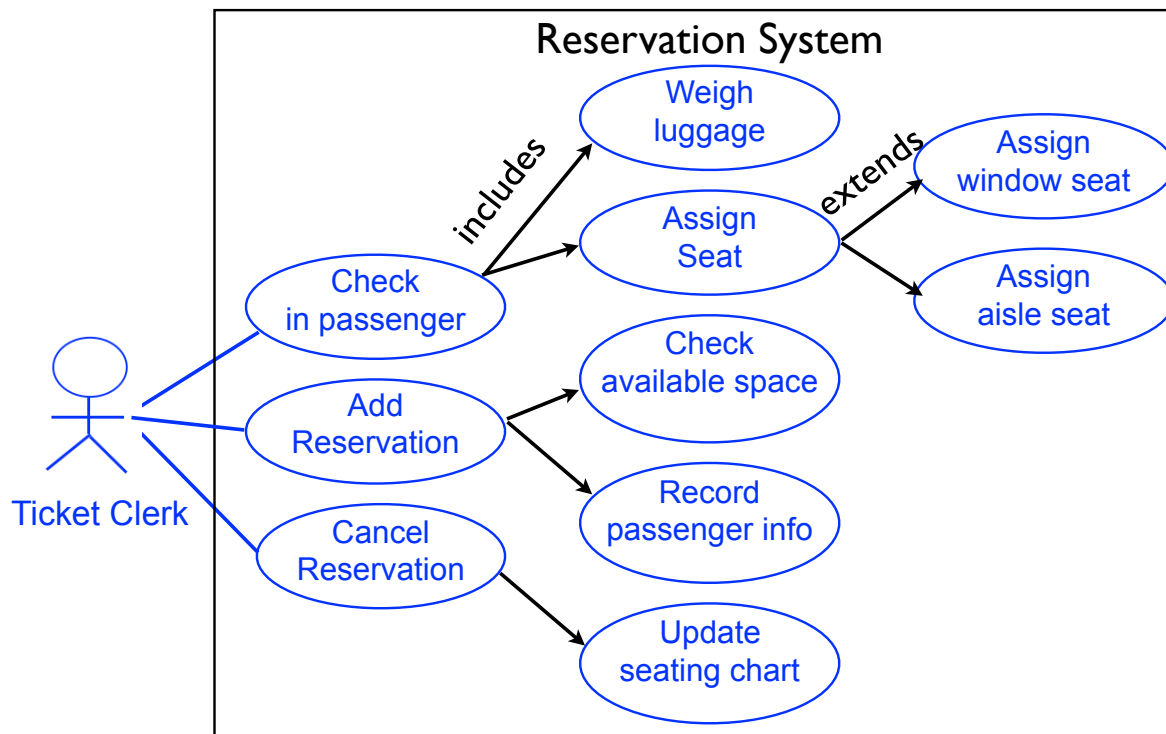 Reservation System
Weigh
luggage
includes
extends
Assign
window seat
Assign
Seat
Check
in passenger
Assign
aisle seat
Check
available space
Add
Reservation
Ticket Clerk
Record
passenger info
Cancel
Reservation
Update
seating chart